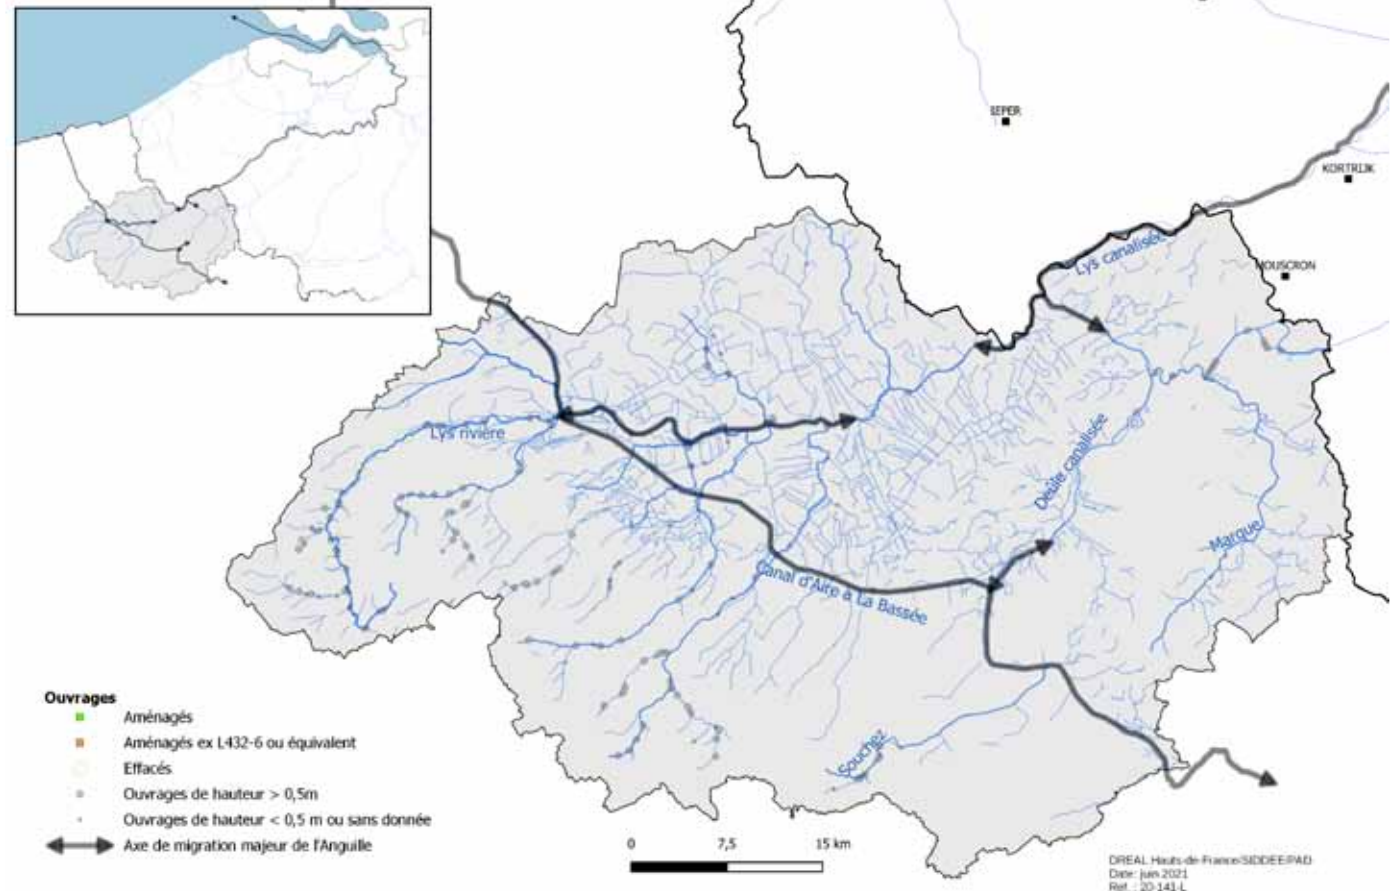 IEPER
KORTRIJK
Lys canalisée
MOUSCRON
Lys rivière
Deûle canalisée
Marque
Canal d'Aire à La Bassée
Souchez
Ouvrages
Aménagés
Aménagés ex L432-6 ou équivalent
Effacés
Ouvrages de hauteur > 0,5m
Ouvrages de hauteur < 0,5 m ou sans donnée
Axe de migration majeur de l'Anguille
0 7,5 15 km
DREAL Hauts-de-France/SIDDEE/PAD
Date: juin 2021
Réf. : 20-141-L